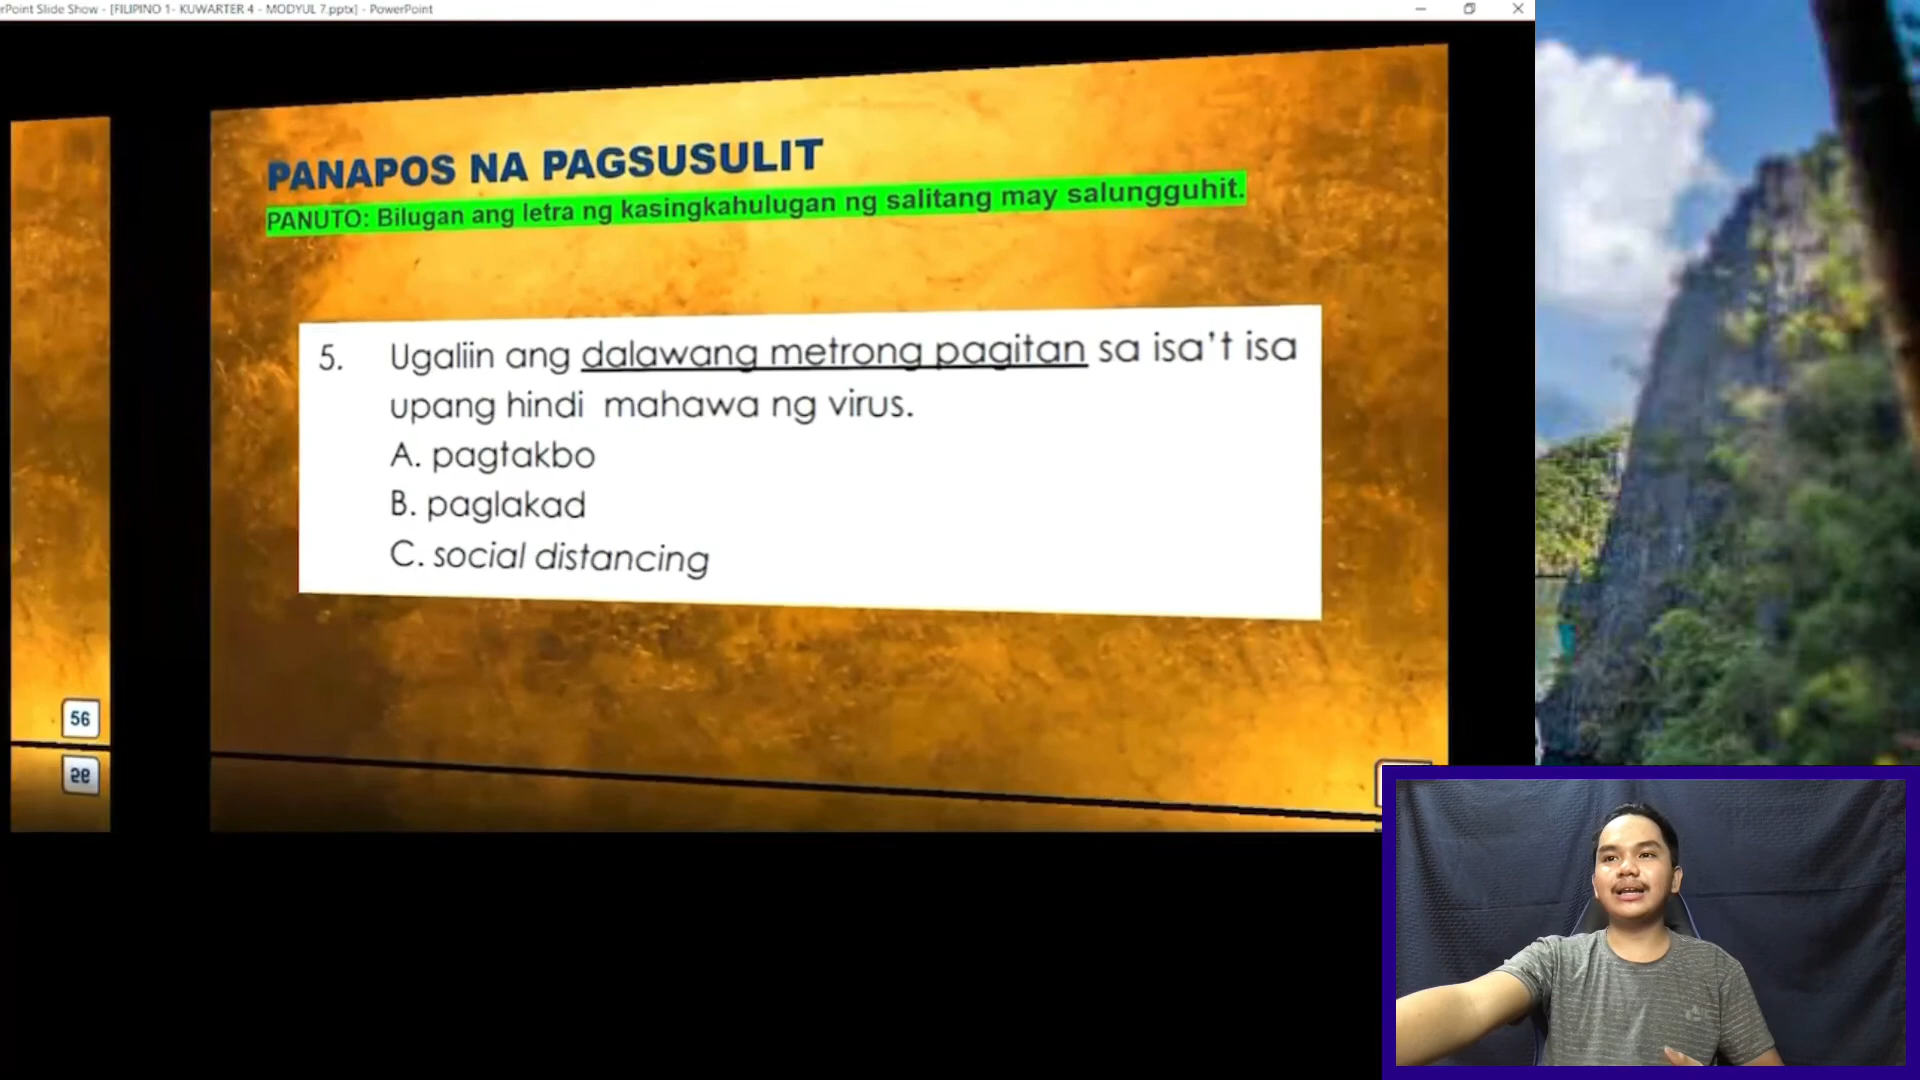 Point Slide Show - [FILIPINO 1- KUWARTER 4 - MODYUL 7.pptx] - PowerPoint
PANAPOS NA PAGSUSULIT
PANUTO: Bilugan ang letra ng kasingkahulugan ng salitang may salungguhit.
5. Ugaliin ang dalawang metrong pagitan sa isa't isa
upang hindi mahawa ng virus.
A. pagtakbo
B. paglakad
C. social distancing
56